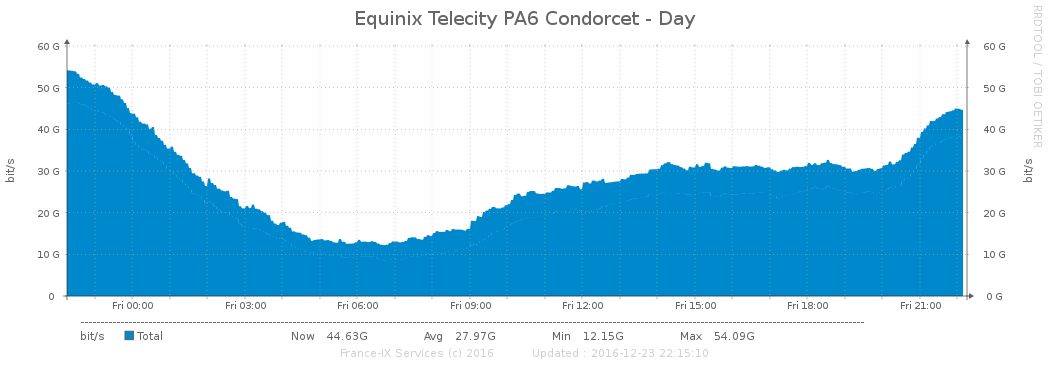 Equinix Telecity PA6 Condorcet - Day
RRDTOOL / TOBI OETIKER
bit/s
bit/s
60 G 60 G
50 G 50 G
40 G 40 G
30 G 30 G
20 G 20 G
10 G 10 G
0 0 G
Fri 00:00 Fri 03:00 Fri 06:00 Fri 09:00 Fri 12:00 Fri 15:00 Fri 18:00 Fri 21:00
bit/s Total Now 44.63G Avg 27.97G Min 12.15G Max 54.09G
France-IX Services (c) 2016 Updated : 2016-12-23 22:15:10